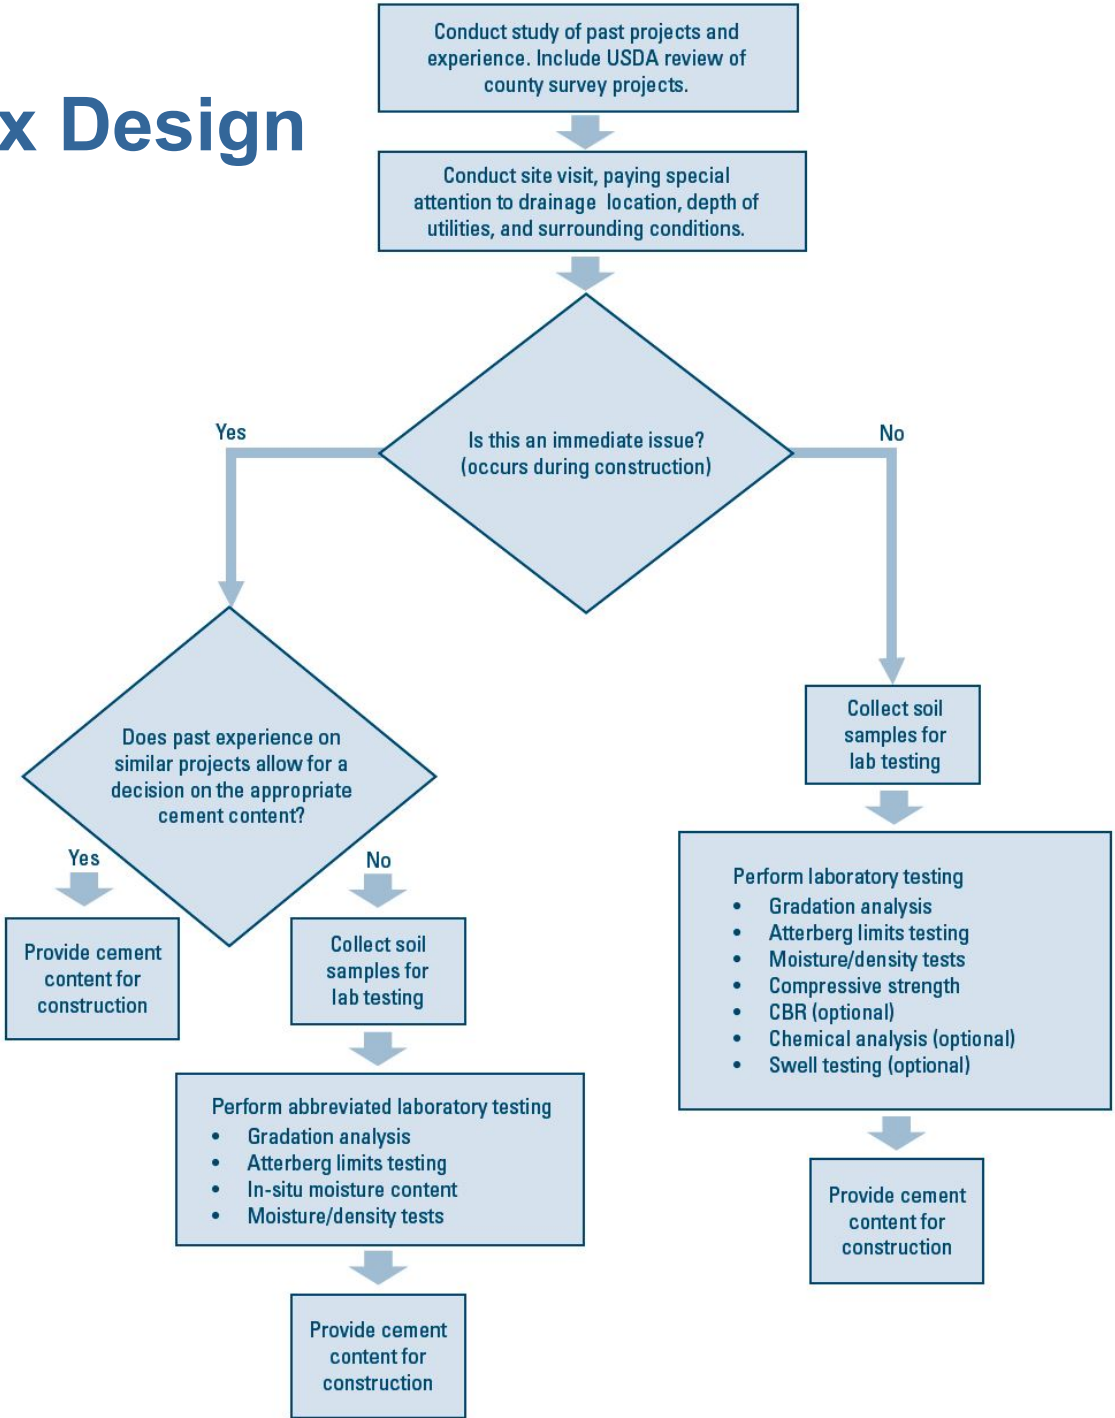 Conduct study of past projects and
experience. Include USDA review of
county survey projects.
x Design
Conduct site visit, paying special
attention to drainage location, depth of
utilities, and surrounding conditions.
Is this an immediate issue?
(occurs during construction)
Yes
No
Does past experience on
similar projects allow for a
decision on the appropriate
cement content?
Yes
No
Provide cement
content for
construction
Collect soil
samples for
lab testing
Perform abbreviated laboratory testing
• Gradation analysis
• Atterberg limits testing
• In-situ moisture content
• Moisture/density tests
Provide cement
content for
construction
Collect soil
samples for
lab testing
Perform laboratory testing
• Gradation analysis
• Atterberg limits testing
• Moisture/density tests
• Compressive strength
• CBR (optional)
• Chemical analysis (optional)
• Swell testing (optional)
Provide cement
content for
construction